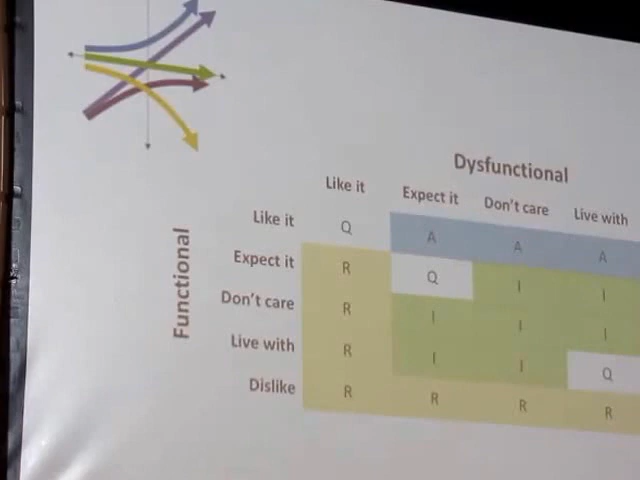 Dysfunctional
Like it Expect it Don't care Live with
Functional
Like it Q A A A
Expect it R Q I I
Don't care R I I I
Live with R I I Q
Dislike R R R R